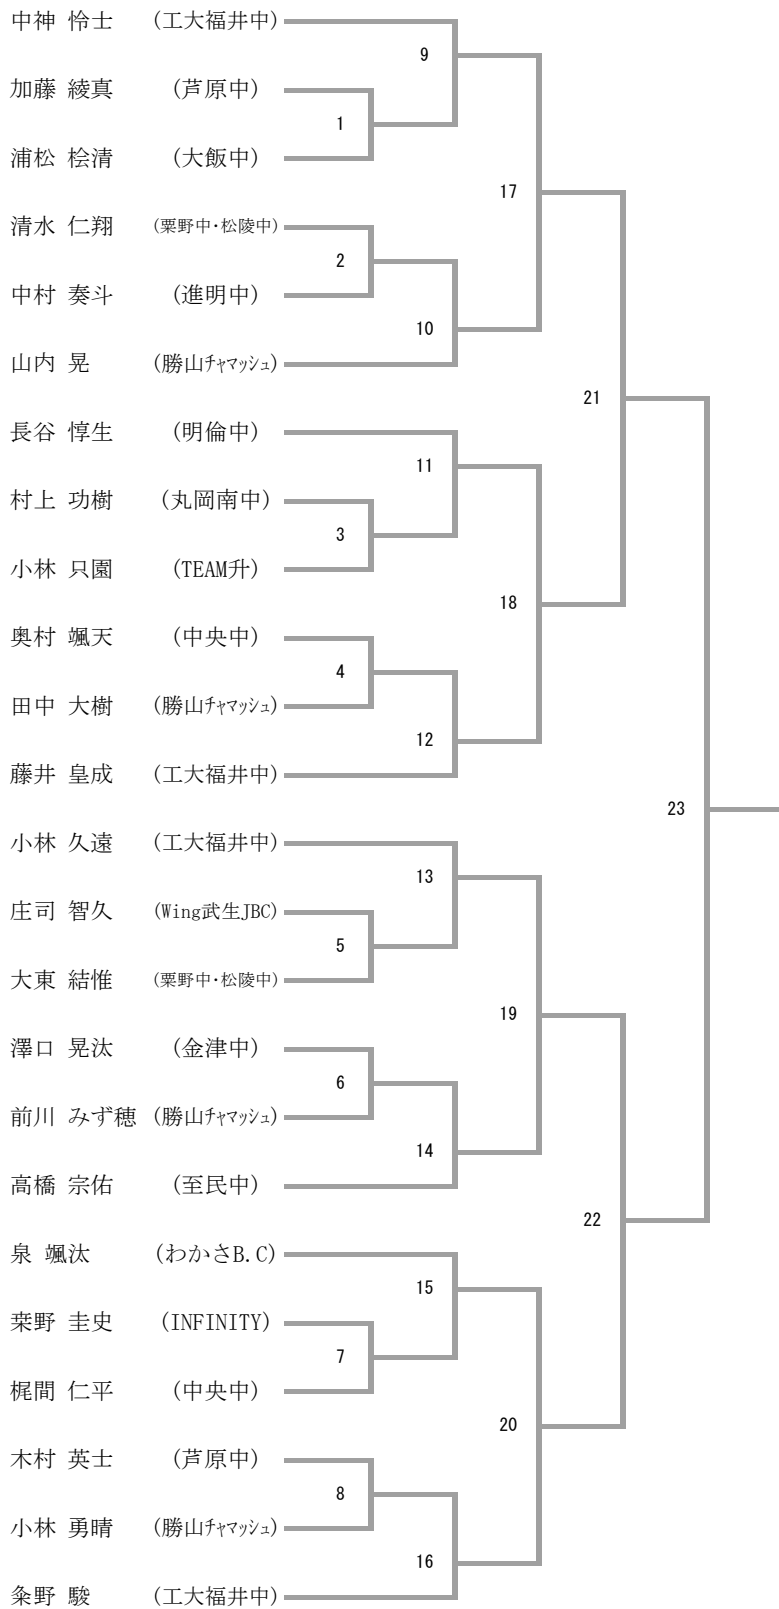 中神 怜士 (工大福井中)
9
加藤 綾真 (芦原中)
1
浦松 桧清 (大飯中)
17
清水 仁翔 (粟野中・松陵中)
2
中村 奏斗 (進明中)
10
山内 晃 (勝山チャマッシュ)
21
長谷 惇生 (明倫中)
11
村上 功樹 (丸岡南中)
3
小林 只園 (TEAM升)
18
奥村 颯天 (中央中)
4
田中 大樹 (勝山チャマッシュ)
12
藤井 皇成 (工大福井中)
23
小林 久遠 (工大福井中)
13
庄司 智久 (Wing武生JBC)
5
大東 結惟 (粟野中・松陵中)
19
澤口 晃汰 (金津中)
6
前川 みず穂 (勝山チャマッシュ)
14
高橋 宗佑 (至民中)
22
泉 颯汰 (わかさB.C)
15
桒野 圭史 (INFINITY)
7
梶間 仁平 (中央中)
20
木村 英士 (芦原中)
8
小林 勇晴 (勝山チャマッシュ)
16
粂野 駿 (工大福井中)